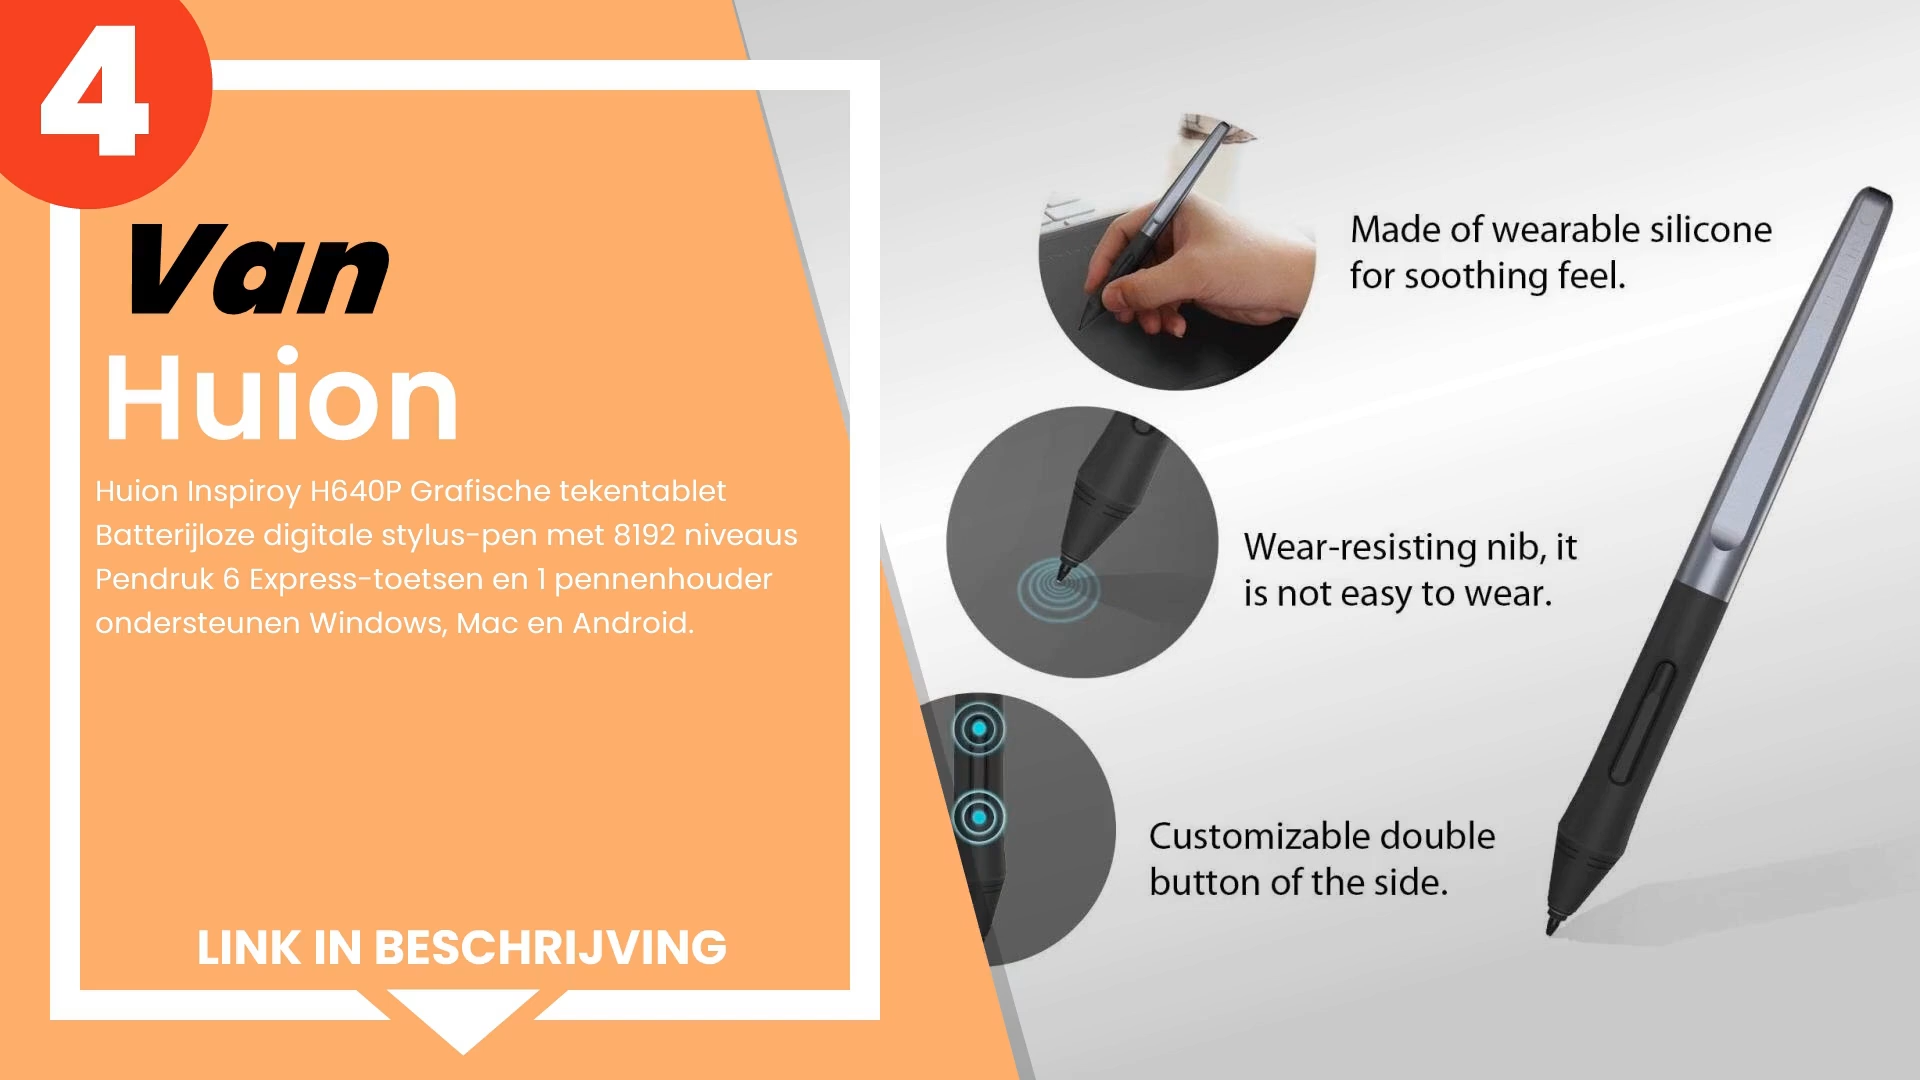 4
Van
Huion
Huion Inspiroy H640P Grafische tekentablet
Batterijloze digitale stylus-pen met 8192 niveaus
Pendruk 6 Express-toetsen en 1 pennenhouder
ondersteunen Windows, Mac en Android.
LINK IN BESCHRIJVING
Made of wearable silicone
for soothing feel.
Wear-resisting nib, it
is not easy to wear.
Customizable double
button of the side.